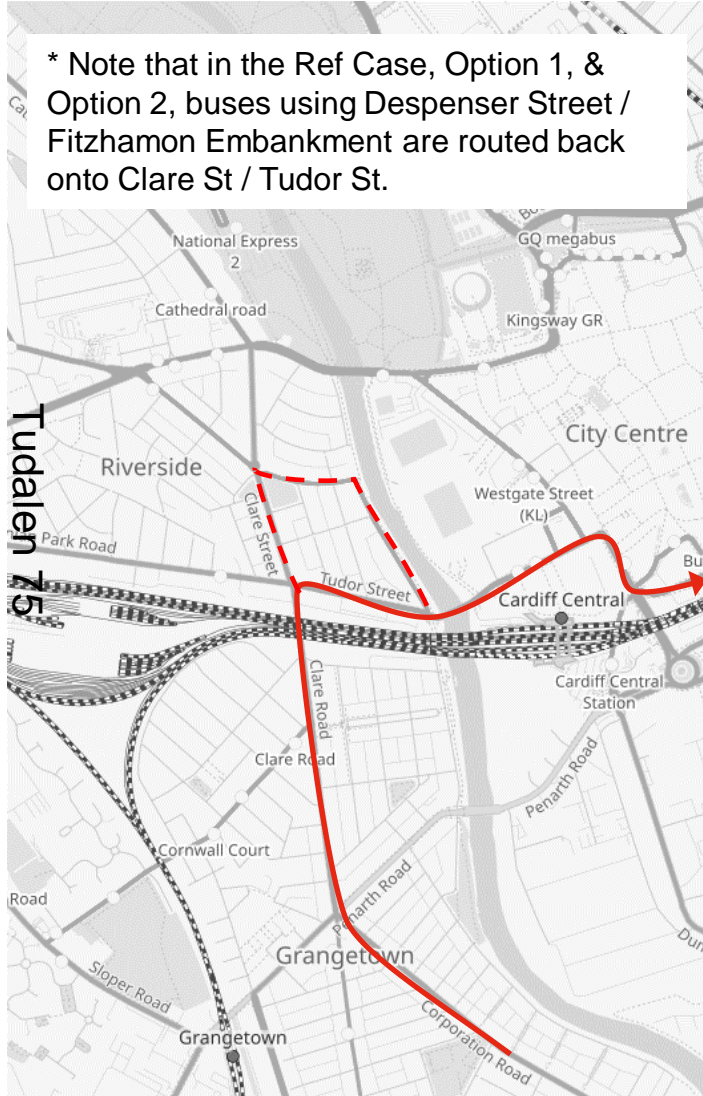 * Note that in the Ref Case, Option 1, &
Option 2, buses using Despenser Street /
Fitzhamon Embankment are routed back
onto Clare St / Tudor St.
National Express
2
GQ megabus
Cathedral road
Kingsway GR
City Centre
Tudalen 75
Riverside
Westgate Street
(KL)
Clare Street
Park Road
Tudor Street
Cardiff Central
Cardiff Central
Station
Clare Road
Clare Road
Penarth Road
Cornwall Court
Penarth Road
Road
Grangetown
Sloper Road
Corporation Road
Grangetown